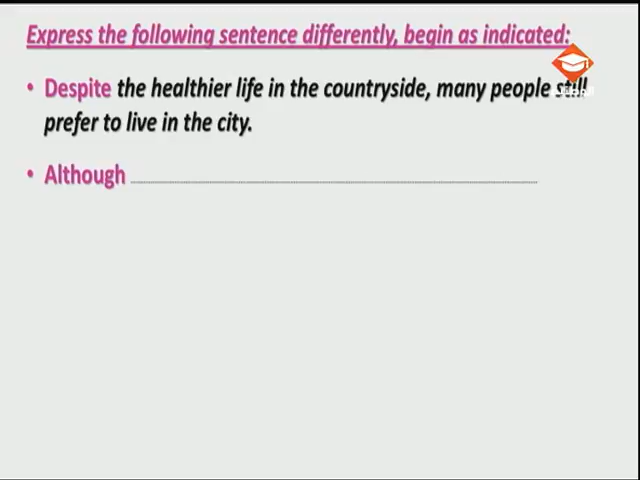 Express the following sentence differently, begin as indicated:
• Despite the healthier life in the countryside, many people still
prefer to live in the city.
• Although